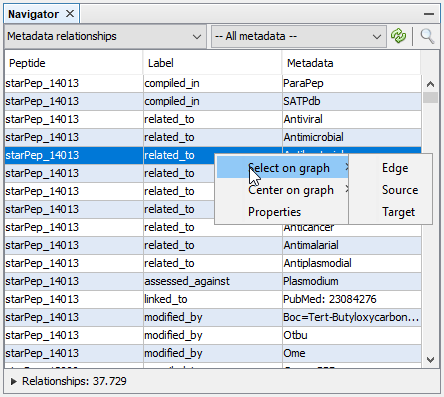 Navigator
Metadata relationships -- All metadata --
Peptide Label Metadata
starPep_14013 compiled_in ParaPep
starPep_14013 compiled_in SATPdb
starPep_14013 related_to Antiviral
starPep_14013 related_to Antimicrobial
starPep_14013 related_to
starPep_14013 related_to Select on graph Edge
starPep_14013 related_to Center on graph Source
starPep_14013 related_to Properties Target
starPep_14013 related_to Anticancer
starPep_14013 related_to Antimalarial
starPep_14013 related_to Antiplasmodial
starPep_14013 assessed_against Plasmodium
starPep_14013 linked_to PubMed: 23084276
starPep_14013 modified_by Boc=Tert-Butyloxycarbon...
starPep_14013 modified_by Otbu
starPep_14013 modified_by Ome
Relationships: 37.729